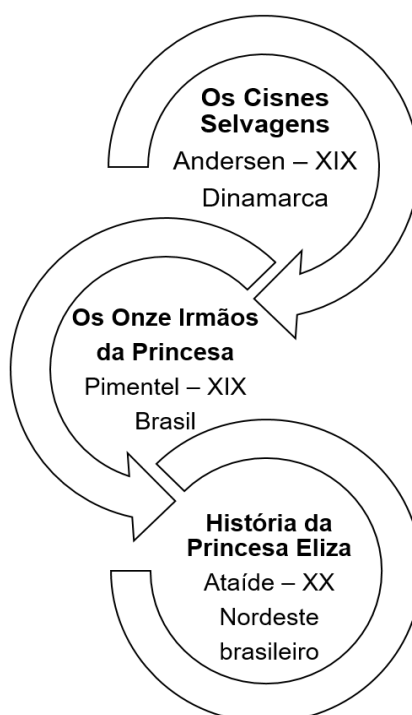 Os Cisnes
Selvagens
Andersen – XIX
Dinamarca
Os Onze Irmãos
da Princesa
Pimentel – XIX
Brasil
História da
Princesa Eliza
Ataíde – XX
Nordeste
brasileiro